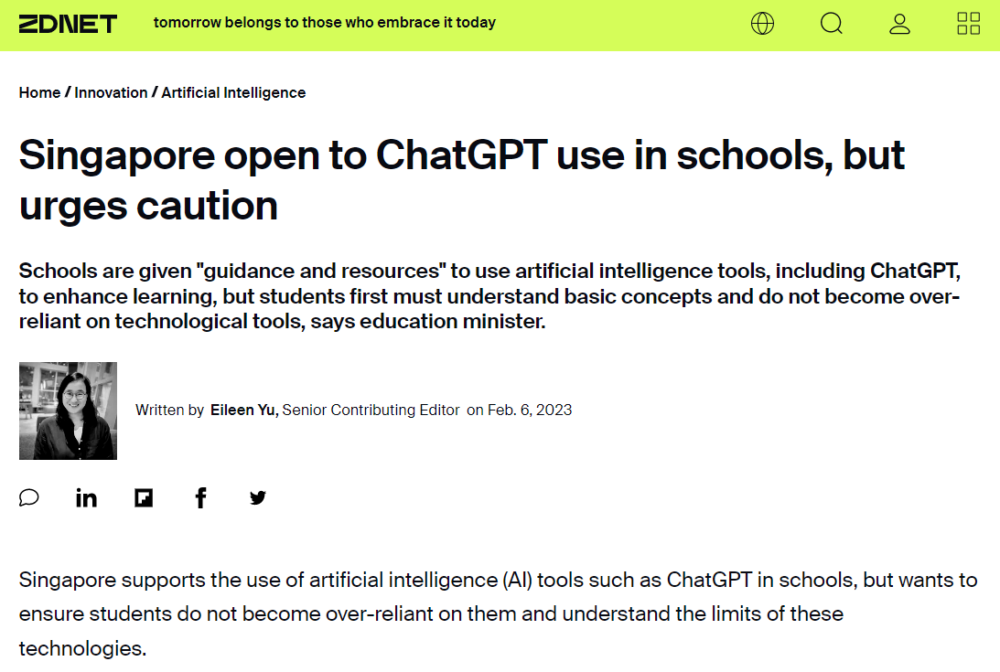 ZDNET
tomorrow belongs to those who embrace it today
Home / Innovation / Artificial Intelligence
Singapore open to ChatGPT use in schools, but
urges caution
Schools are given "guidance and resources" to use artificial intelligence tools, including ChatGPT,
to enhance learning, but students first must understand basic concepts and do not become over-
reliant on technological tools, says education minister.
Written by Eileen Yu, Senior Contributing Editor on Feb. 6, 2023
in
f
Singapore supports the use of artificial intelligence (AI) tools such as ChatGPT in schools, but wants to
ensure students do not become over-reliant on them and understand the limits of these
technologies.